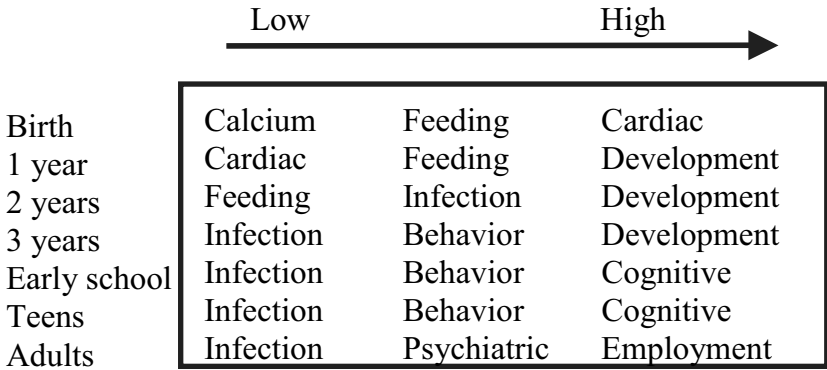 Low High
Birth Calcium Feeding Cardiac
1 year Cardiac Feeding Development
2 years Feeding Infection Development
3 years Infection Behavior Development
Early school Infection Behavior Cognitive
Teens Infection Behavior Cognitive
Adults Infection Psychiatric Employment